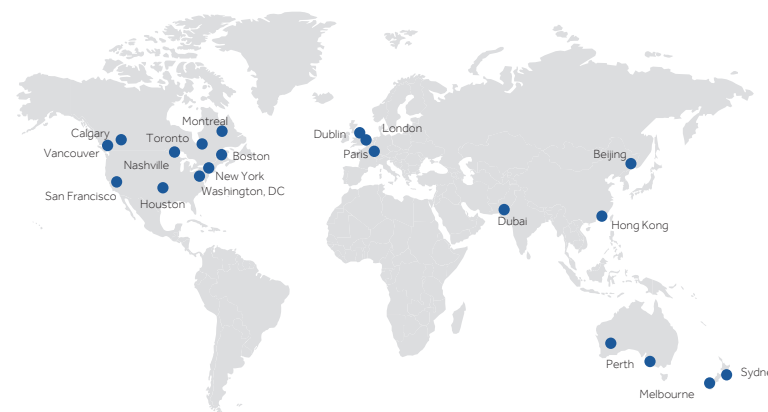 Montreal
Calgary
Toronto
Vancouver
Boston
Nashville
New York
San Francisco
Washington, DC
Houston
Dublin
London
Paris
Beijing
Dubai
Hong Kong
Perth
Melbourne
Sydne